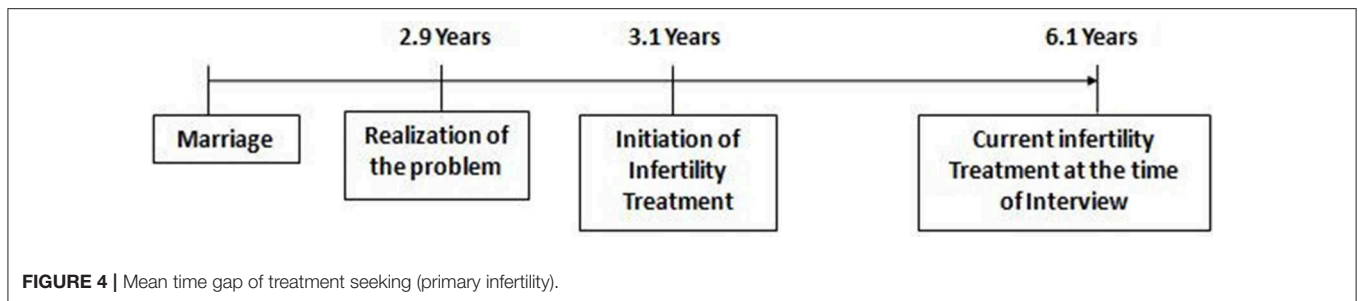 2.9 Years
3.1 Years
6.1 Years
Marriage
Realization of
the problem
Initiation of
Infertility
Treatment
Current infertility
Treatment at the time
of Interview
FIGURE 4 | Mean time gap of treatment seeking (primary infertility).